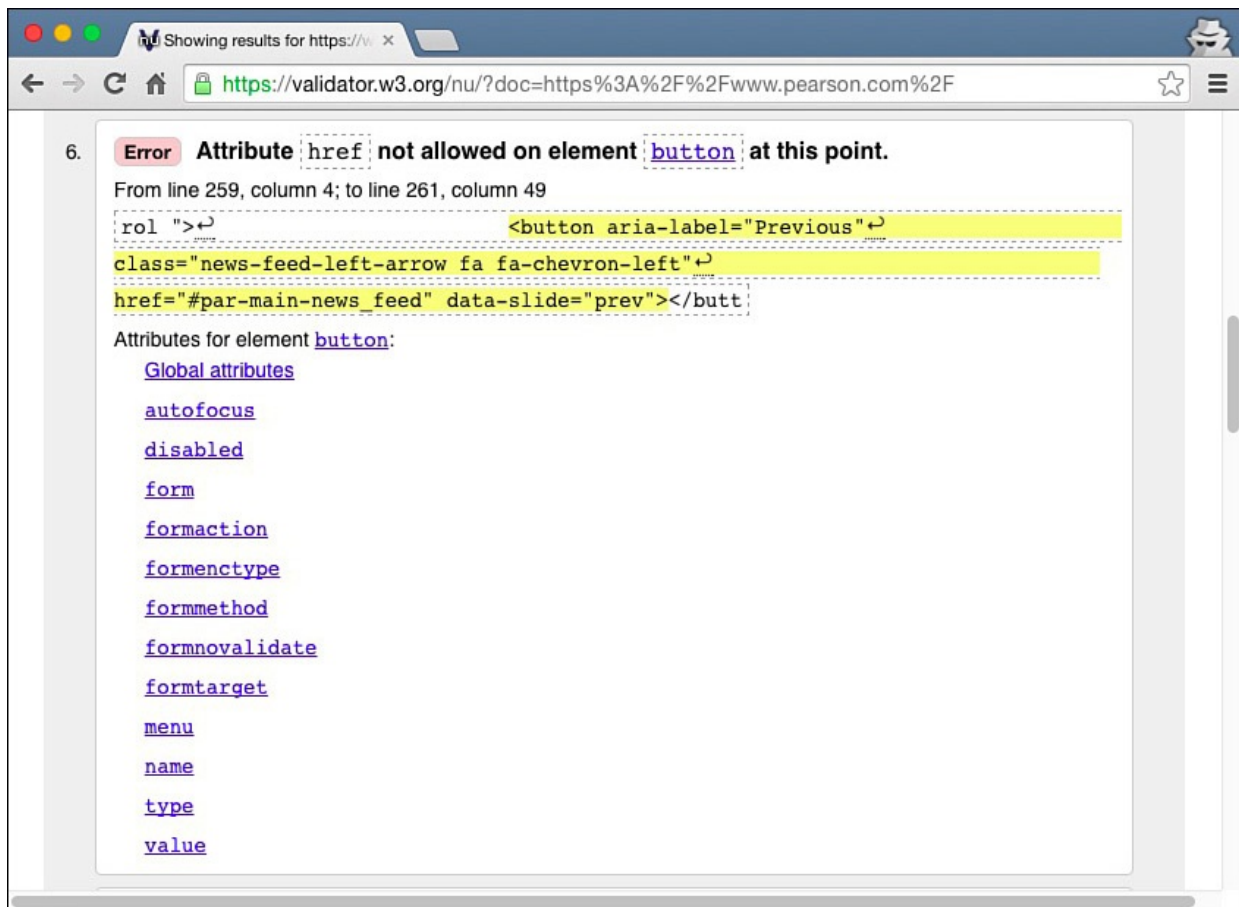 nu Showing results for https://w
https://validator.w3.org/nu/?doc=https%3A%2F%2Fwww.pearson.com%2F
6. Error Attribute href not allowed on element button at this point.
From line 259, column 4; to line 261, column 49
rol ">↩ <button aria-label="Previous"↩
class="news-feed-left-arrow fa fa-chevron-left"↩
href="#par-main-news_feed" data-slide="prev"></butt
Attributes for element button:
Global attributes
autofocus
disabled
form
formaction
formenctype
formmethod
formnovalidate
formtarget
menu
name
type
value